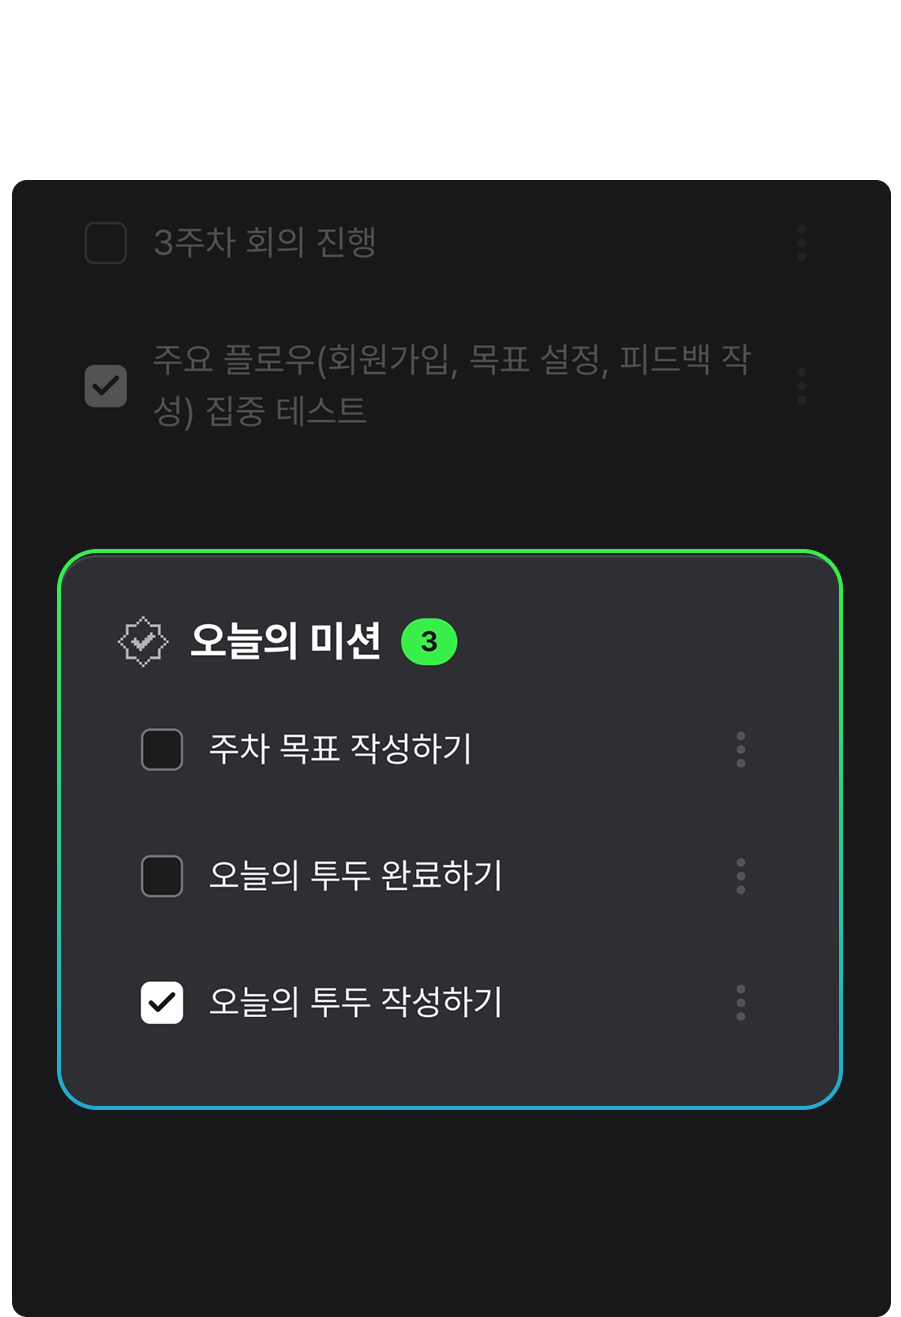 3주차 회의 진행
주요 플로우(회원가입, 목표 설정, 피드백 작
성) 집중 테스트
오늘의 미션 3
주차 목표 작성하기
오늘의 투두 완료하기
오늘의 투두 작성하기